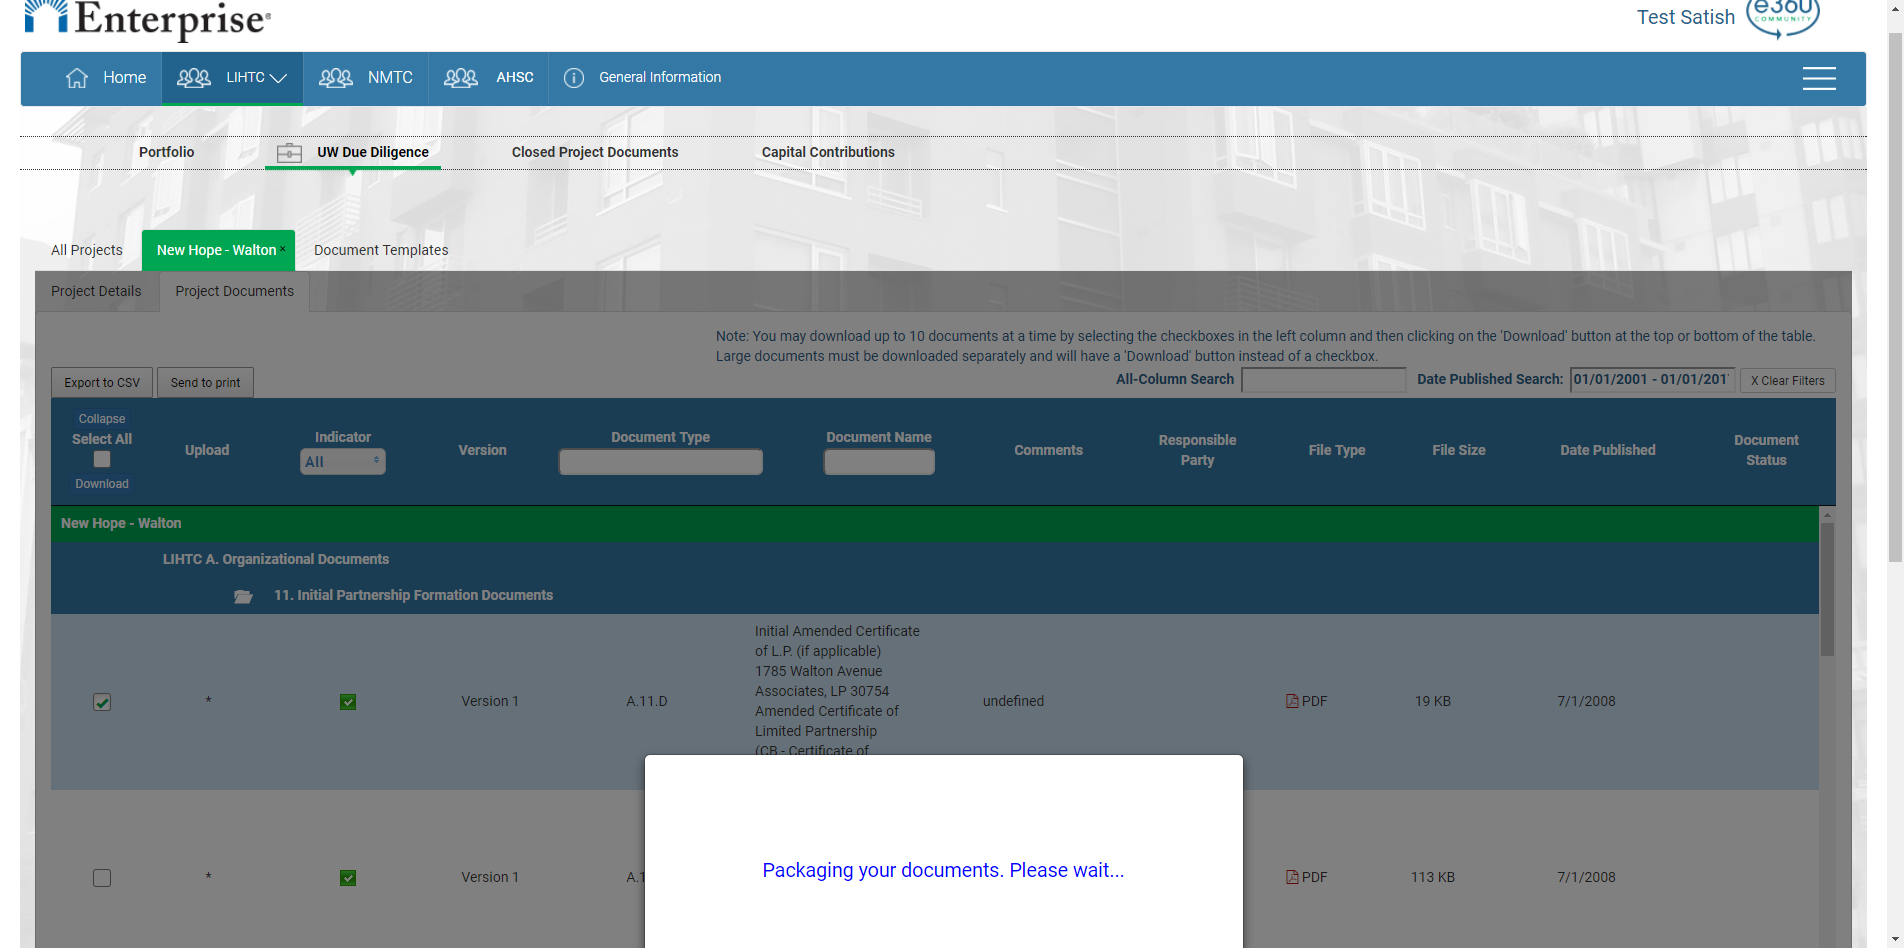 Enterprise®
Test Satish
e360
COMMUNITY
Home
LIHTC
NMTC
AHSC
General Information
Portfolio
UW Due Diligence
Closed Project Documents
Capital Contributions
All Projects
New Hope - Walton ×
Document Templates
Project Details
Project Documents
Note: You may download up to 10 documents at a time by selecting the checkboxes in the left column and then clicking on the 'Download' button at the top or bottom of the table.
Large documents must be downloaded separately and will have a 'Download' button instead of a checkbox.
Export to CSV
Send to print
All-Column Search
Date Published Search:
01/01/2001 - 01/01/201
X Clear Filters
Collapse
Select All
Download
Upload
Indicator
All
Version
Document Type
Document Name
Comments
Responsible
Party
File Type
File Size
Date Published
Document
Status
New Hope - Walton
LIHTC A. Organizational Documents
11. Initial Partnership Formation Documents
* Version 1 A.11.D
Initial Amended Certificate
of L.P. (if applicable)
1785 Walton Avenue
Associates, LP 30754
Amended Certificate of
Limited Partnership
(CB - Certificate of
undefined
PDF
19 KB
7/1/2008
* Version 1 A.1
PDF
113 KB
7/1/2008
Packaging your documents. Please wait...